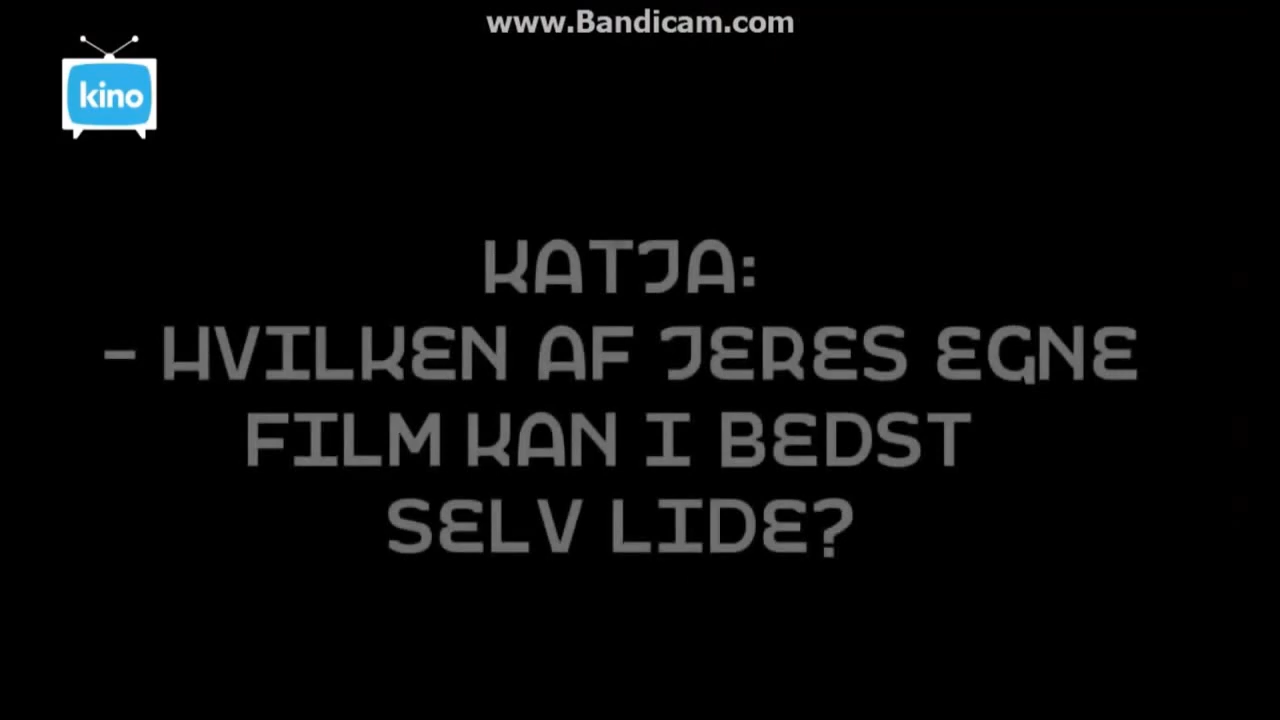 www.Bandicam.com
kino
KATJA:
- HVILKEN AF JERES EGNE
FILM KAN I BEDST
SELV LIDE?